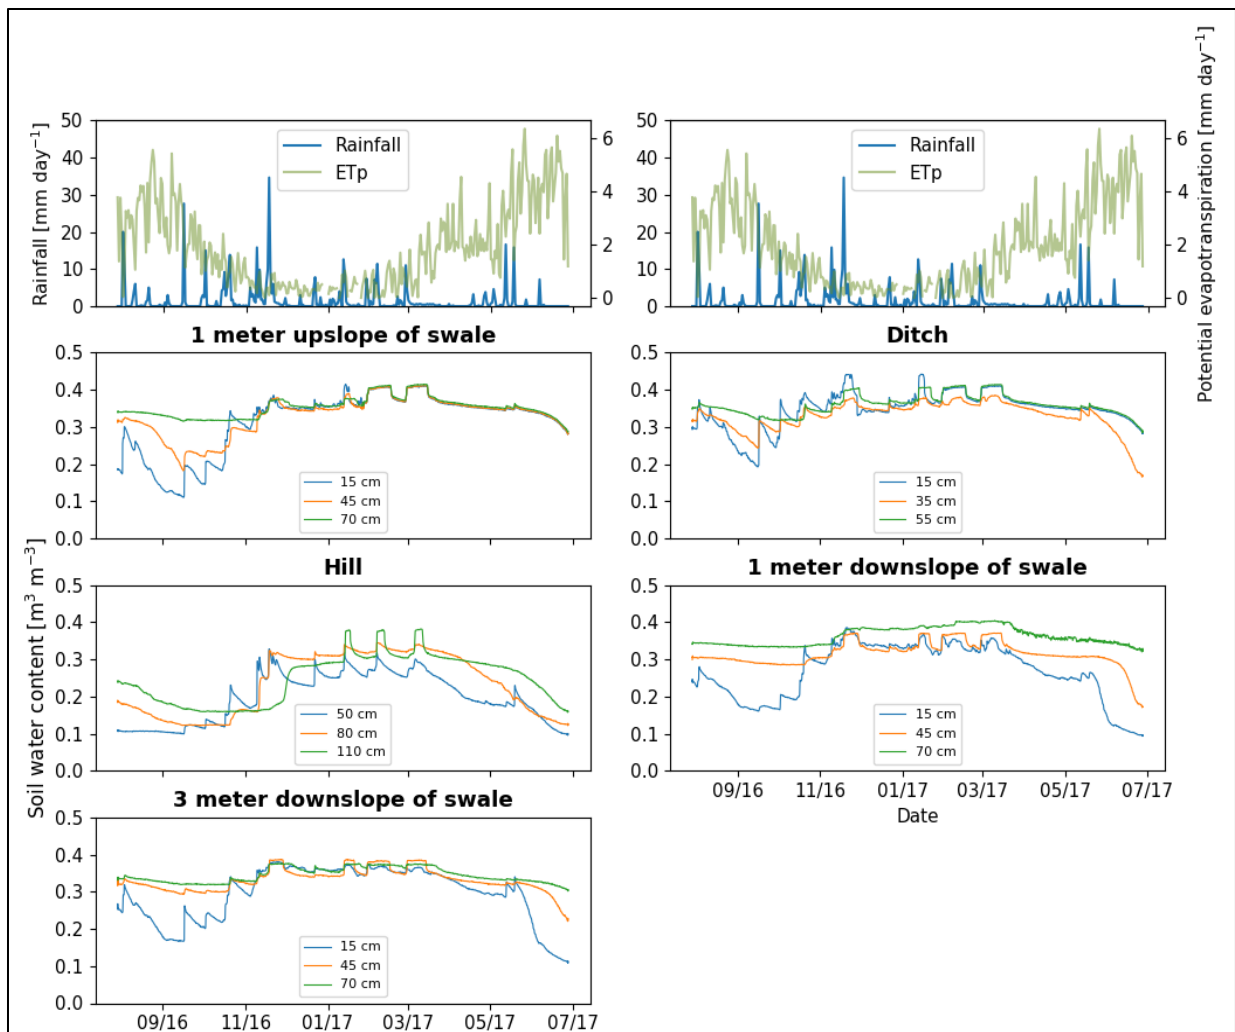 Rainfall [mm day⁻¹]
50
40
30
20
10
0
Rainfall
ETp
6
4
2
0
50
40
30
20
10
0
Rainfall
ETp
6
4
2
0
Potential evapotranspiration [mm day⁻¹]
Soil water content [m³ m⁻³]
1 meter upslope of swale
0.5
0.4
0.3
0.2
0.1
0.0
15 cm
45 cm
70 cm
Ditch
0.5
0.4
0.3
0.2
0.1
0.0
15 cm
35 cm
55 cm
Hill
0.5
0.4
0.3
0.2
0.1
0.0
50 cm
80 cm
110 cm
1 meter downslope of swale
0.5
0.4
0.3
0.2
0.1
0.0
15 cm
45 cm
70 cm
09/16 11/16 01/17 03/17 05/17 07/17
Date
3 meter downslope of swale
0.5
0.4
0.3
0.2
0.1
0.0
15 cm
45 cm
70 cm
09/16 11/16 01/17 03/17 05/17 07/17